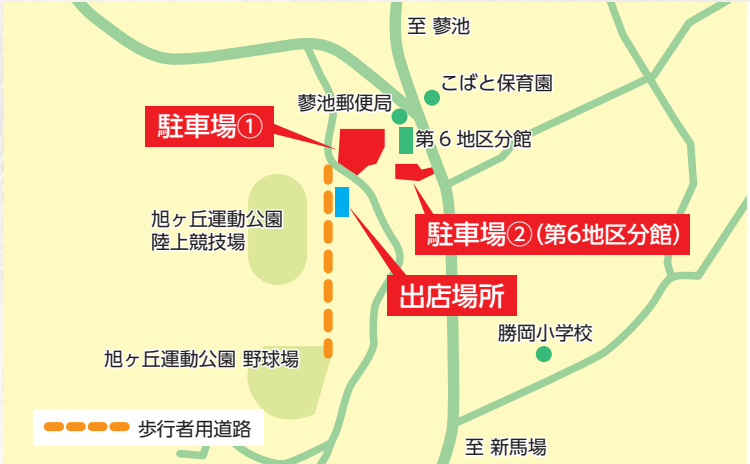 至 蓼池
こばと保育園
蓼池郵便局
駐車場①
第6地区分館
旭ヶ丘運動公園
陸上競技場
駐車場②(第6地区分館)
出店場所
勝岡小学校
旭ヶ丘運動公園 野球場
歩行者用道路
至 新馬場